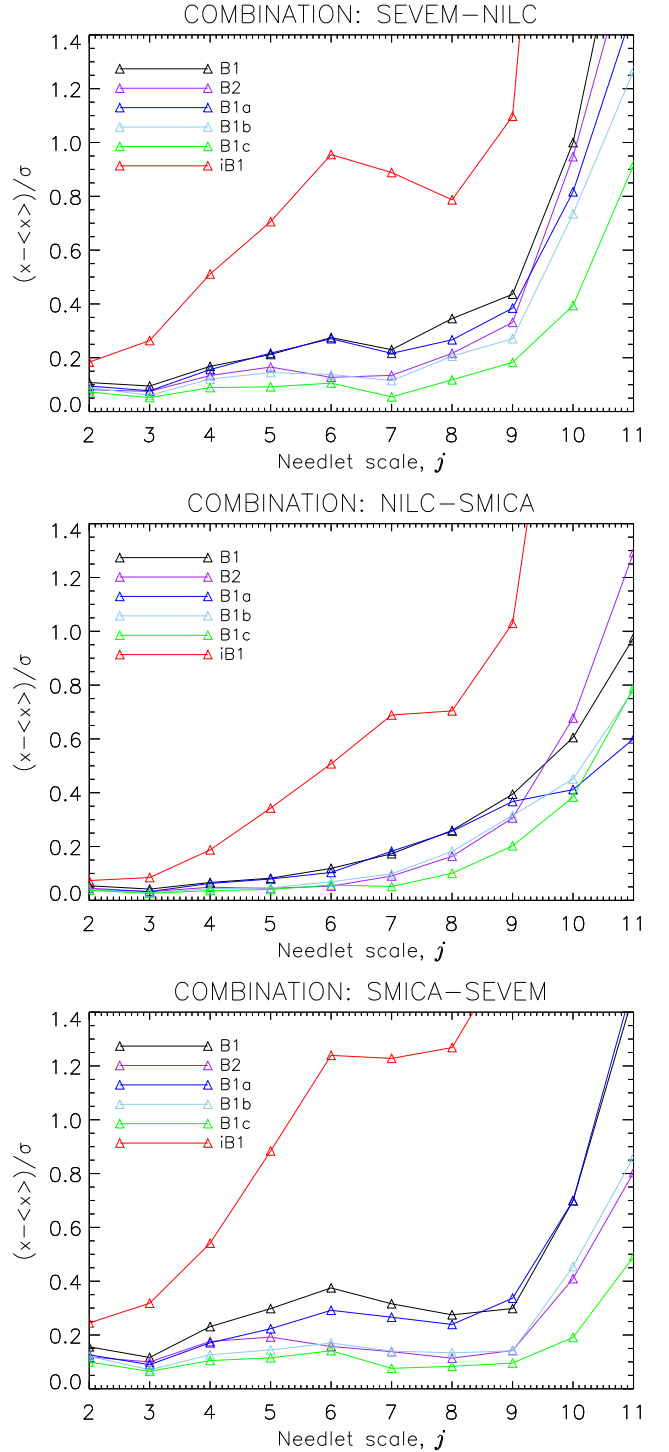 COMBINATION: SEVEM−NILC
1.4
1.2
1.0
0.8
0.6
0.4
0.2
0.0
(x−<x>)/σ
B1
B2
B1a
B1b
B1c
iB1
2 3 4 5 6 7 8 9 10 11
Needlet scale, j
COMBINATION: NILC−SMICA
1.4
1.2
1.0
0.8
0.6
0.4
0.2
0.0
(x−<x>)/σ
B1
B2
B1a
B1b
B1c
iB1
2 3 4 5 6 7 8 9 10 11
Needlet scale, j
COMBINATION: SMICA−SEVEM
1.4
1.2
1.0
0.8
0.6
0.4
0.2
0.0
(x−<x>)/σ
B1
B2
B1a
B1b
B1c
iB1
2 3 4 5 6 7 8 9 10 11
Needlet scale, j